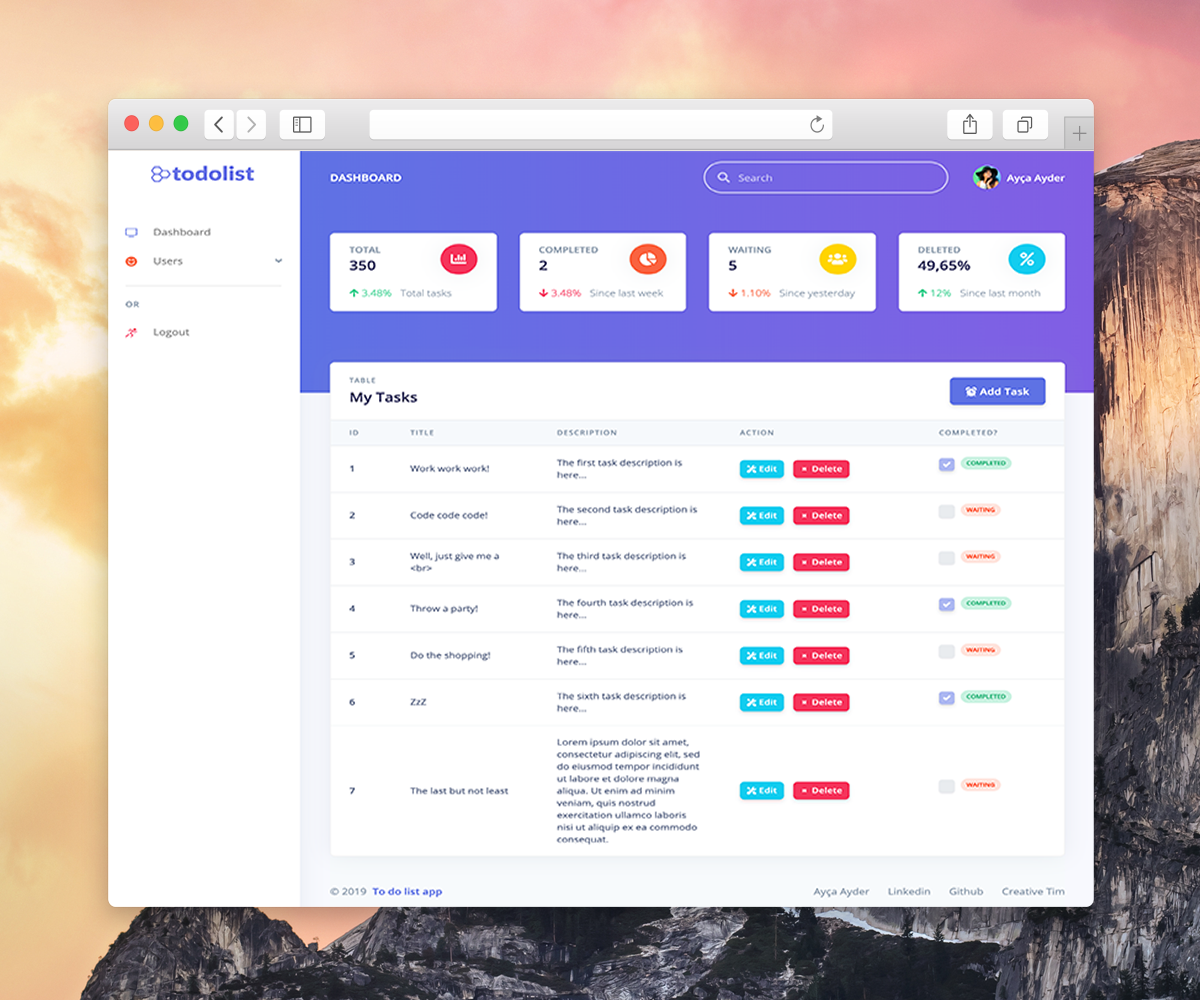 todolist
Dashboard
Users
OR
Logout
DASHBOARD
Search
Ayça Ayder
TOTAL
350
3.48% Total tasks
COMPLETED
2
3.48% Since last week
WAITING
5
1.10% Since yesterday
DELETED
49,65%
12% Since last month
TABLE
My Tasks
Add Task
ID TITLE DESCRIPTION ACTION COMPLETED?
1 Work work work! The first task description is
here... Edit Delete COMPLETED
2 Code code code! The second task description is
here... Edit Delete WAITING
3 Well, just give me a
<br> The third task description is
here... Edit Delete WAITING
4 Throw a party! The fourth task description is
here... Edit Delete COMPLETED
5 Do the shopping! The fifth task description is
here... Edit Delete WAITING
6 ZzZ The sixth task description is
here... Edit Delete COMPLETED
7 The last but not least
Lorem ipsum dolor sit amet,
consectetur adipiscing elit, sed
do eiusmod tempor incididunt
ut labore et dolore magna
aliqua. Ut enim ad minim
veniam, quis nostrud
exercitation ullamco laboris
nisi ut aliquip ex ea commodo
consequat.
Edit Delete WAITING
© 2019 To do list app
Ayça Ayder Linkedin Github Creative Tim